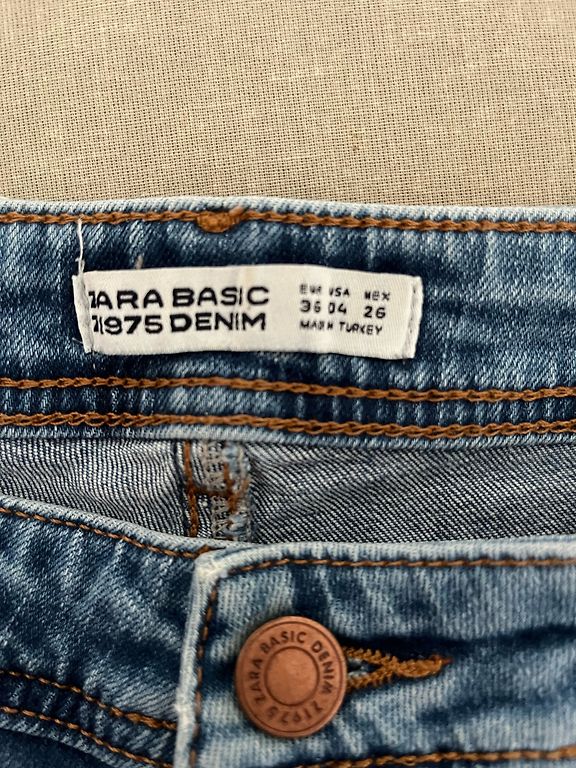 ZARA BASIC
Z1975 DENIM
EUR USA MEX
36 04 26
MADE IN TURKEY
ZARA BASIC DENIM Z1975